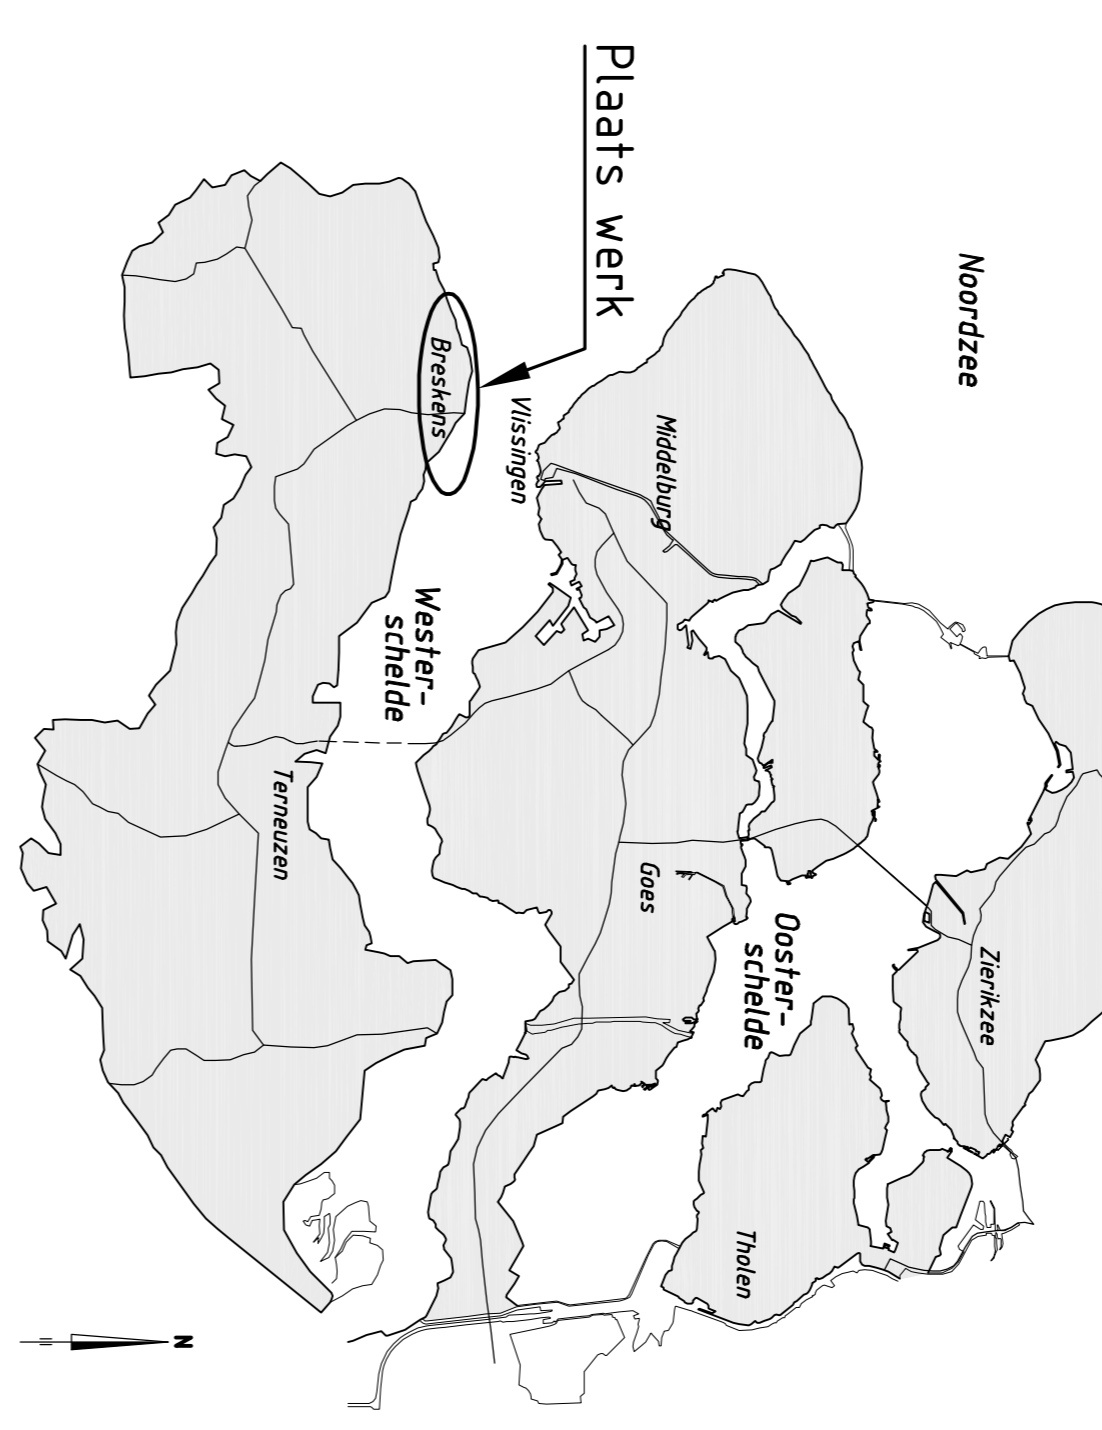 Noordzee
Plaats werk
Middelburg
Vlissingen
Breskens
Wester-
schelde
Terneuzen
Goes
Ooster-
schelde
Zierikzee
Tholen
N